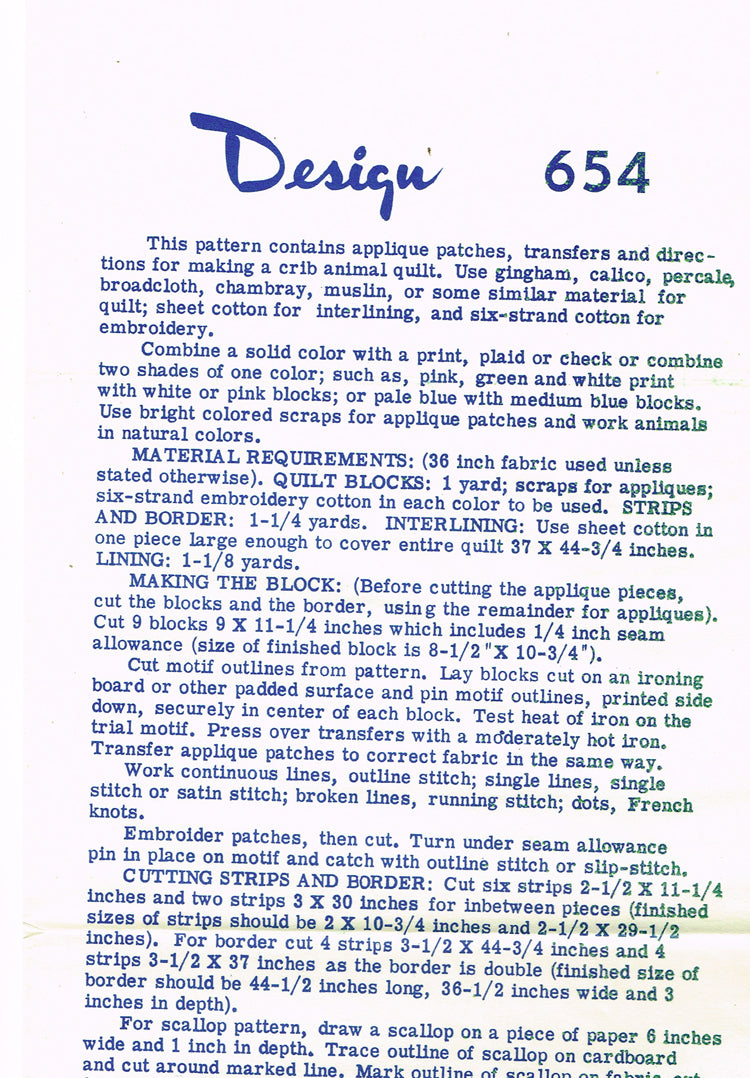 Design 654
This pattern contains applique patches, transfers and direc-
tions for making a crib animal quilt. Use gingham, calico, percale,
broadcloth, chambray, muslin, or some similar material for
quilt; sheet cotton for interlining, and six-strand cotton for
embroidery.
Combine a solid color with a print, plaid or check or combine
two shades of one color; such as, pink, green and white print
with white or pink blocks; or pale blue with medium blue blocks.
Use bright colored scraps for applique patches and work animals
in natural colors.
MATERIAL REQUIREMENTS: (36 inch fabric used unless
stated otherwise). QUILT BLOCKS: 1 yard; scraps for appliques;
six-strand embroidery cotton in each color to be used. STRIPS
AND BORDER: 1-1/4 yards. INTERLINING: Use sheet cotton in
one piece large enough to cover entire quilt 37 X 44-3/4 inches.
LINING: 1-1/8 yards.
MAKING THE BLOCK: (Before cutting the applique pieces,
cut the blocks and the border, using the remainder for appliques).
Cut 9 blocks 9 X 11-1/4 inches which includes 1/4 inch seam
allowance (size of finished block is 8-1/2"X 10-3/4").
Cut motif outlines from pattern. Lay blocks cut on an ironing
board or other padded surface and pin motif outlines, printed side
down, securely in center of each block. Test heat of iron on the
trial motif. Press over transfers with a moderately hot iron.
Transfer applique patches to correct fabric in the same way.
Work continuous lines, outline stitch; single lines, single
stitch or satin stitch; broken lines, running stitch; dots, French
knots.
Embroider patches, then cut. Turn under seam allowance
pin in place on motif and catch with outline stitch or slip-stitch.
CUTTING STRIPS AND BORDER: Cut six strips 2-1/2 X 11-1/4
inches and two strips 3 X 30 inches for inbetween pieces (finished
sizes of strips should be 2 X 10-3/4 inches and 2-1/2 X 29-1/2
inches). For border cut 4 strips 3-1/2 X 44-3/4 inches and 4
strips 3-1/2 X 37 inches as the border is double (finished size of
border should be 44-1/2 inches long, 36-1/2 inches wide and 3
inches in depth).
For scallop pattern, draw a scallop on a piece of paper 6 inches
wide and 1 inch in depth. Trace outline of scallop on cardboard
and cut around marked line. Mark outline of scallop on fabric, cut